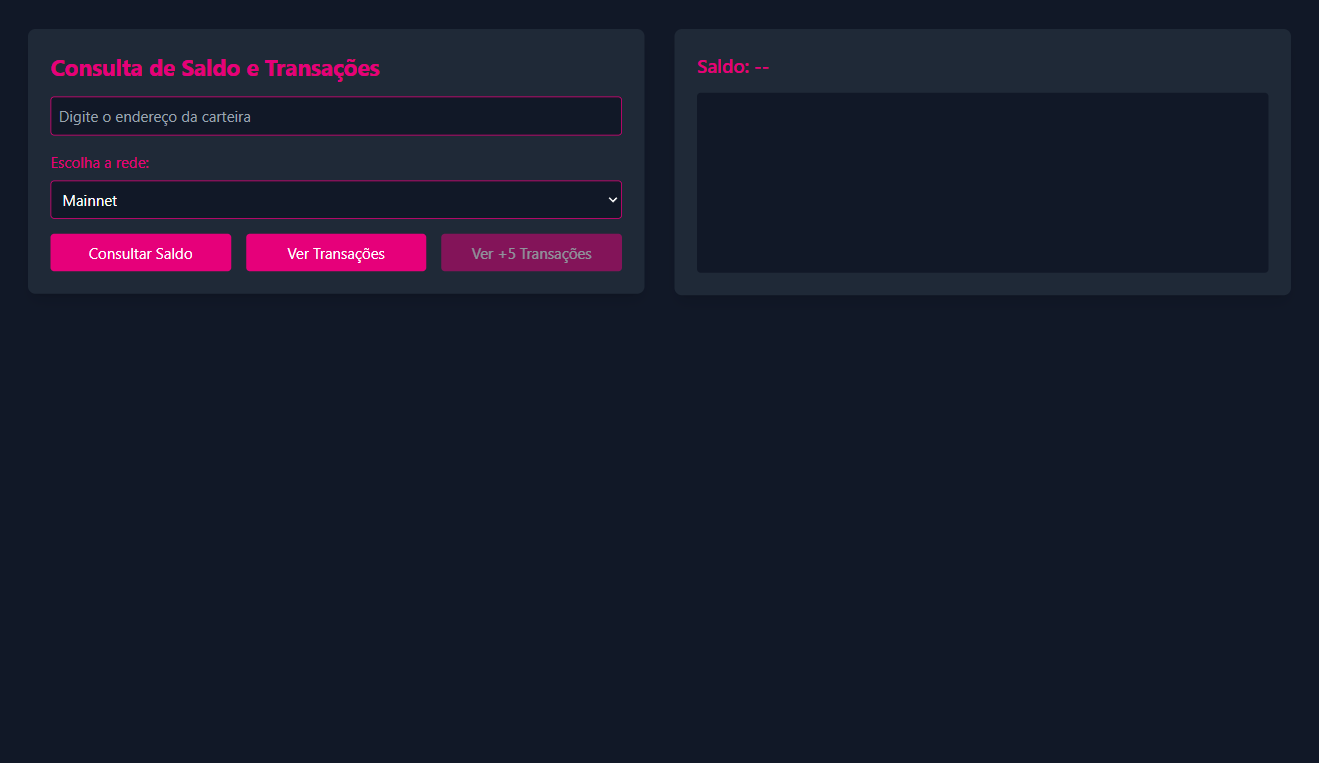 Consulta de Saldo e Transações
Digite o endereço da carteira
Escolha a rede:
Mainnet
Consultar Saldo
Ver Transações
Ver +5 Transações
Saldo: --